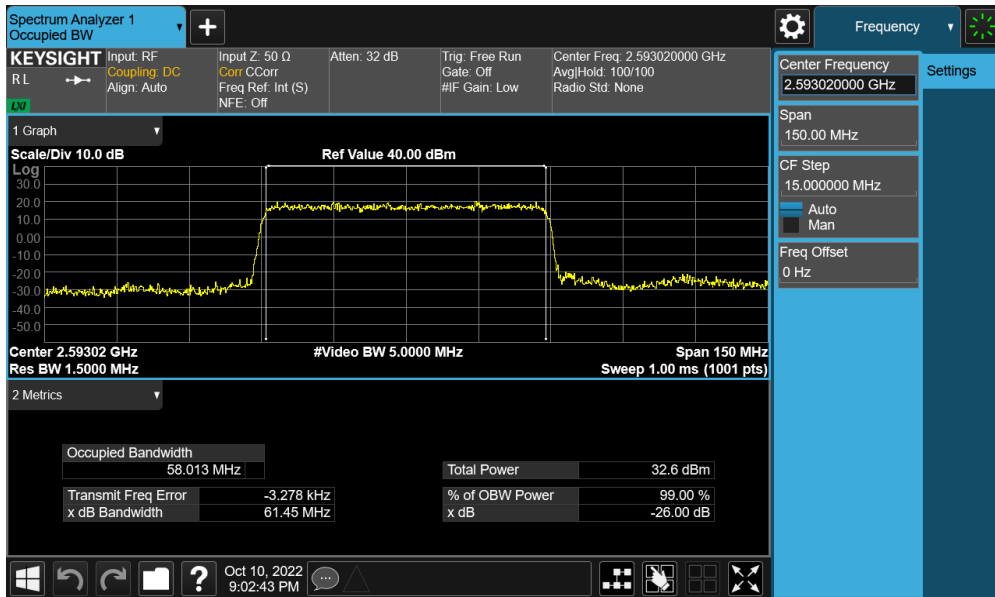 Spectrum Analyzer 1
Occupied BW
+
Frequency
KEYSIGHT
R L
LXI
Input: RF
Coupling: DC
Align: Auto
Input Z: 50 Ω
Corr CCorr
Freq Ref: Int (S)
NFE: Off
Atten: 32 dB
Trig: Free Run
Gate: Off
#IF Gain: Low
Center Freq: 2.593020000 GHz
Avg|Hold: 100/100
Radio Std: None
Center Frequency
2.593020000 GHz
Settings
Span
150.00 MHz
CF Step
15.000000 MHz
Auto
Man
Freq Offset
0 Hz
1 Graph
Scale/Div 10.0 dB
Ref Value 40.00 dBm
Log
30.0
20.0
10.0
0.00
-10.0
-20.0
-30.0
-40.0
-50.0
Center 2.59302 GHz
#Video BW 5.0000 MHz
Span 150 MHz
Res BW 1.5000 MHz
Sweep 1.00 ms (1001 pts)
2 Metrics
Occupied Bandwidth
58.013 MHz
Total Power 32.6 dBm
Transmit Freq Error -3.278 kHz
% of OBW Power 99.00 %
x dB Bandwidth 61.45 MHz
x dB -26.00 dB
?
Oct 10, 2022
9:02:43 PM